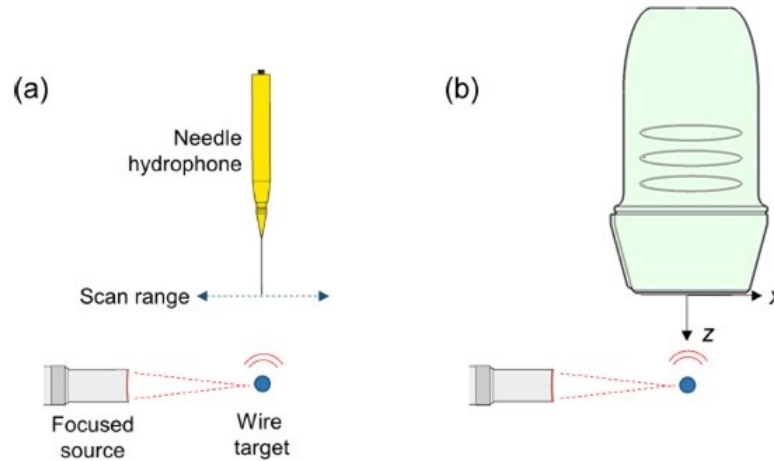 (a)
Needle
hydrophone
Scan range
Focused
source
Wire
target
(b)
x
z